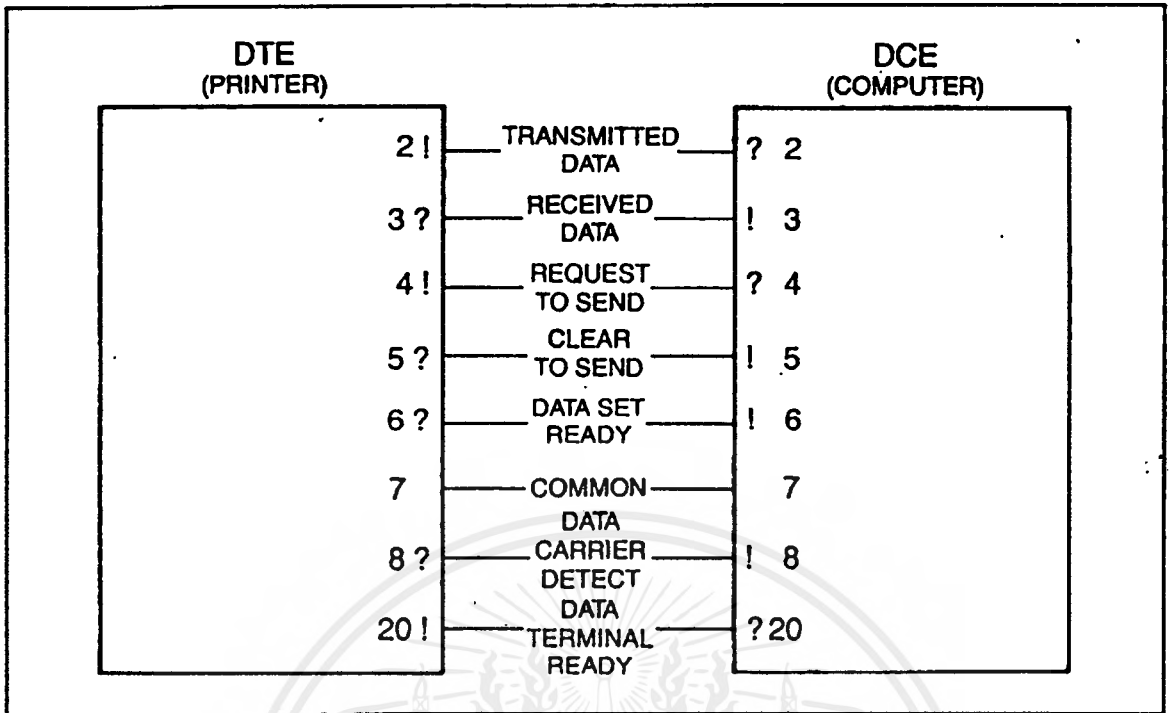 DTE
(PRINTER)
DCE
(COMPUTER)
2 ! TRANSMITTED DATA ? 2
3 ? RECEIVED DATA ! 3
4 ! REQUEST TO SEND ? 4
5 ? CLEAR TO SEND ! 5
6 ? DATA SET READY ! 6
7 COMMON 7
8 ? DATA CARRIER DETECT ! 8
20 ! DATA TERMINAL READY ? 20